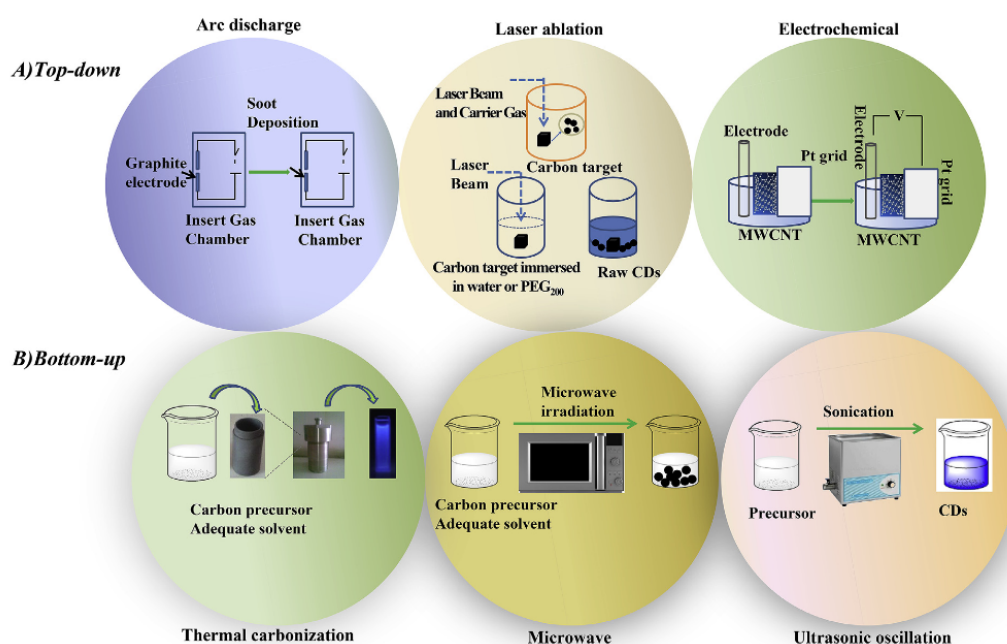 Arc discharge
Laser ablation
Electrochemical
A)Top-down
Soot
Deposition
Graphite
electrode
Insert Gas
Chamber
Insert Gas
Chamber
Laser Beam
and Carrier Gas
Carbon target
Laser
Beam
Carbon target immersed
in water or PEG200
Raw CDs
Electrode
Pt grid
MWCNT
Electrode
V
Pt grid
MWCNT
B)Bottom-up
Carbon precursor
Adequate solvent
Microwave
irradiation
Carbon precursor
Adequate solvent
Sonication
Precursor
CDs
Thermal carbonization
Microwave
Ultrasonic oscillation